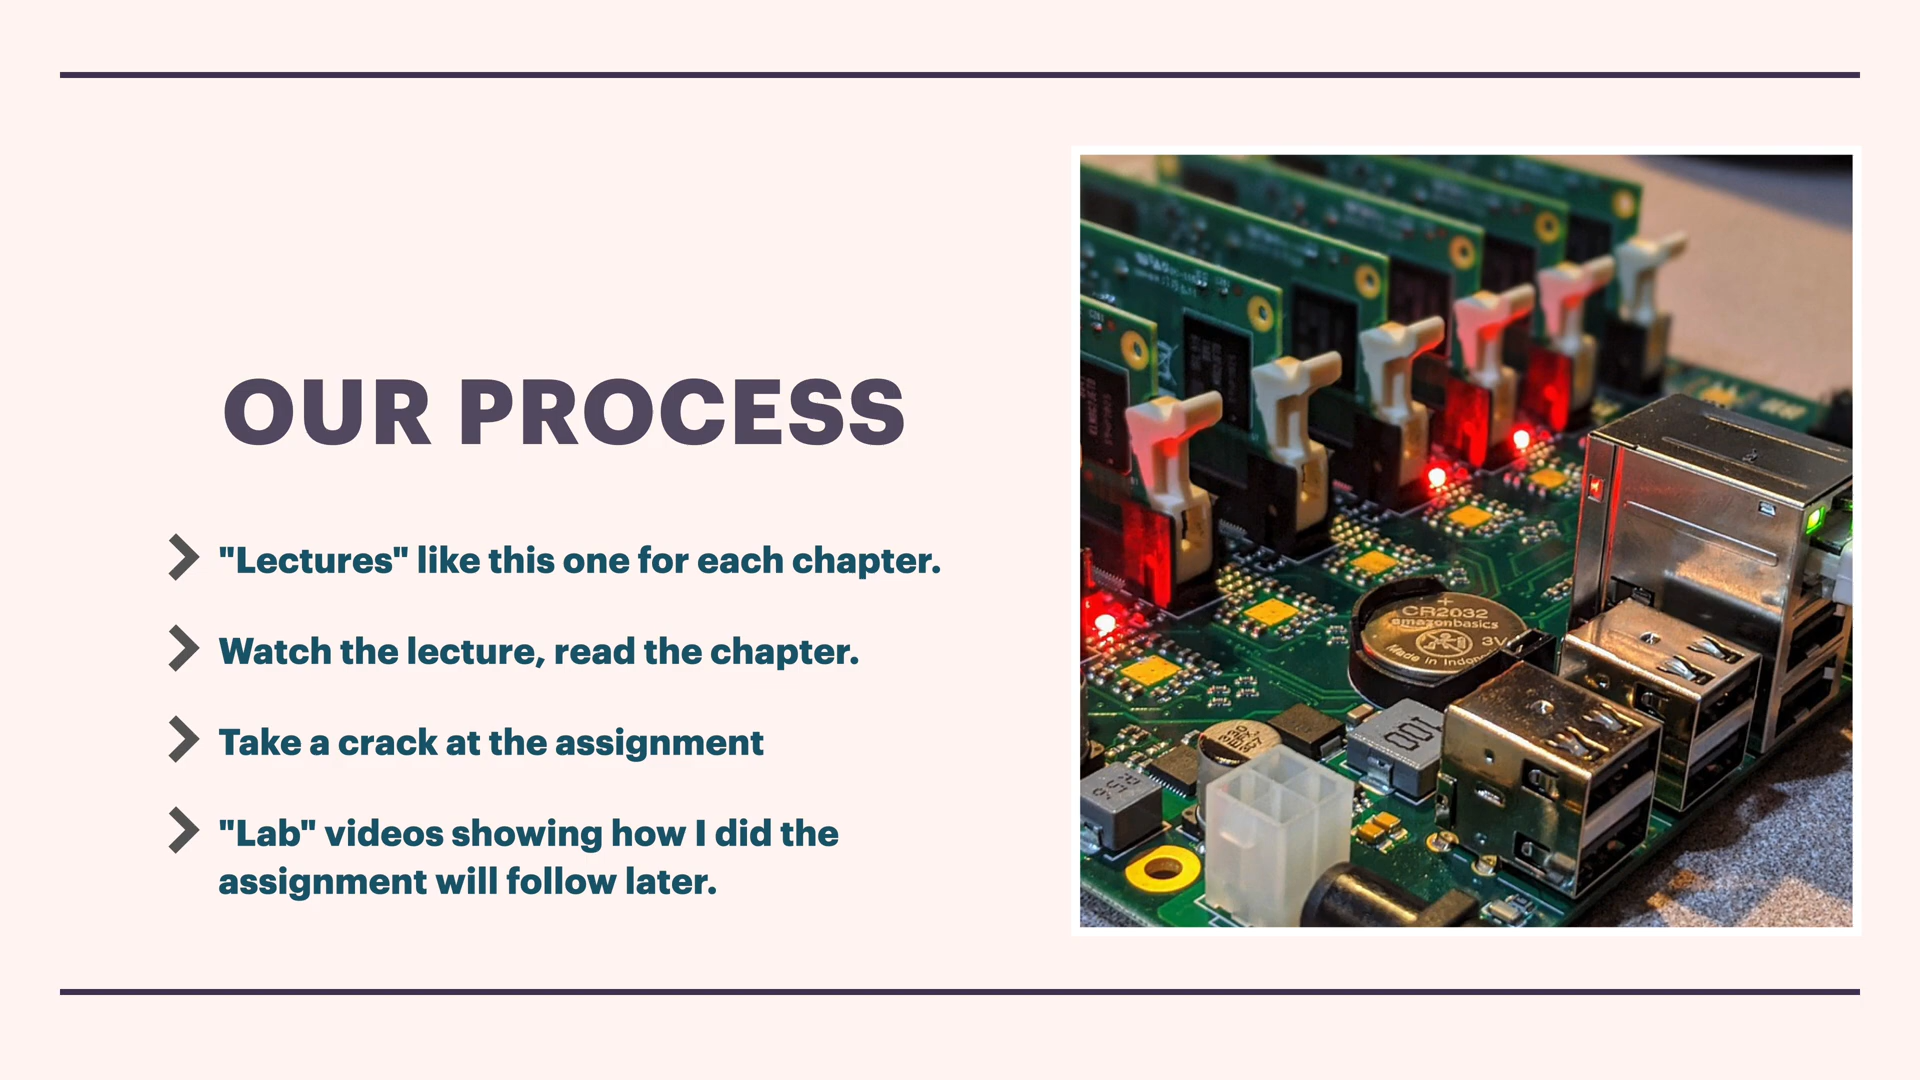 OUR PROCESS
"Lectures" like this one for each chapter.
Watch the lecture, read the chapter.
Take a crack at the assignment
"Lab" videos showing how I did the
assignment will follow later.
+
CR2032
amazonbasics
3V
Made in
100